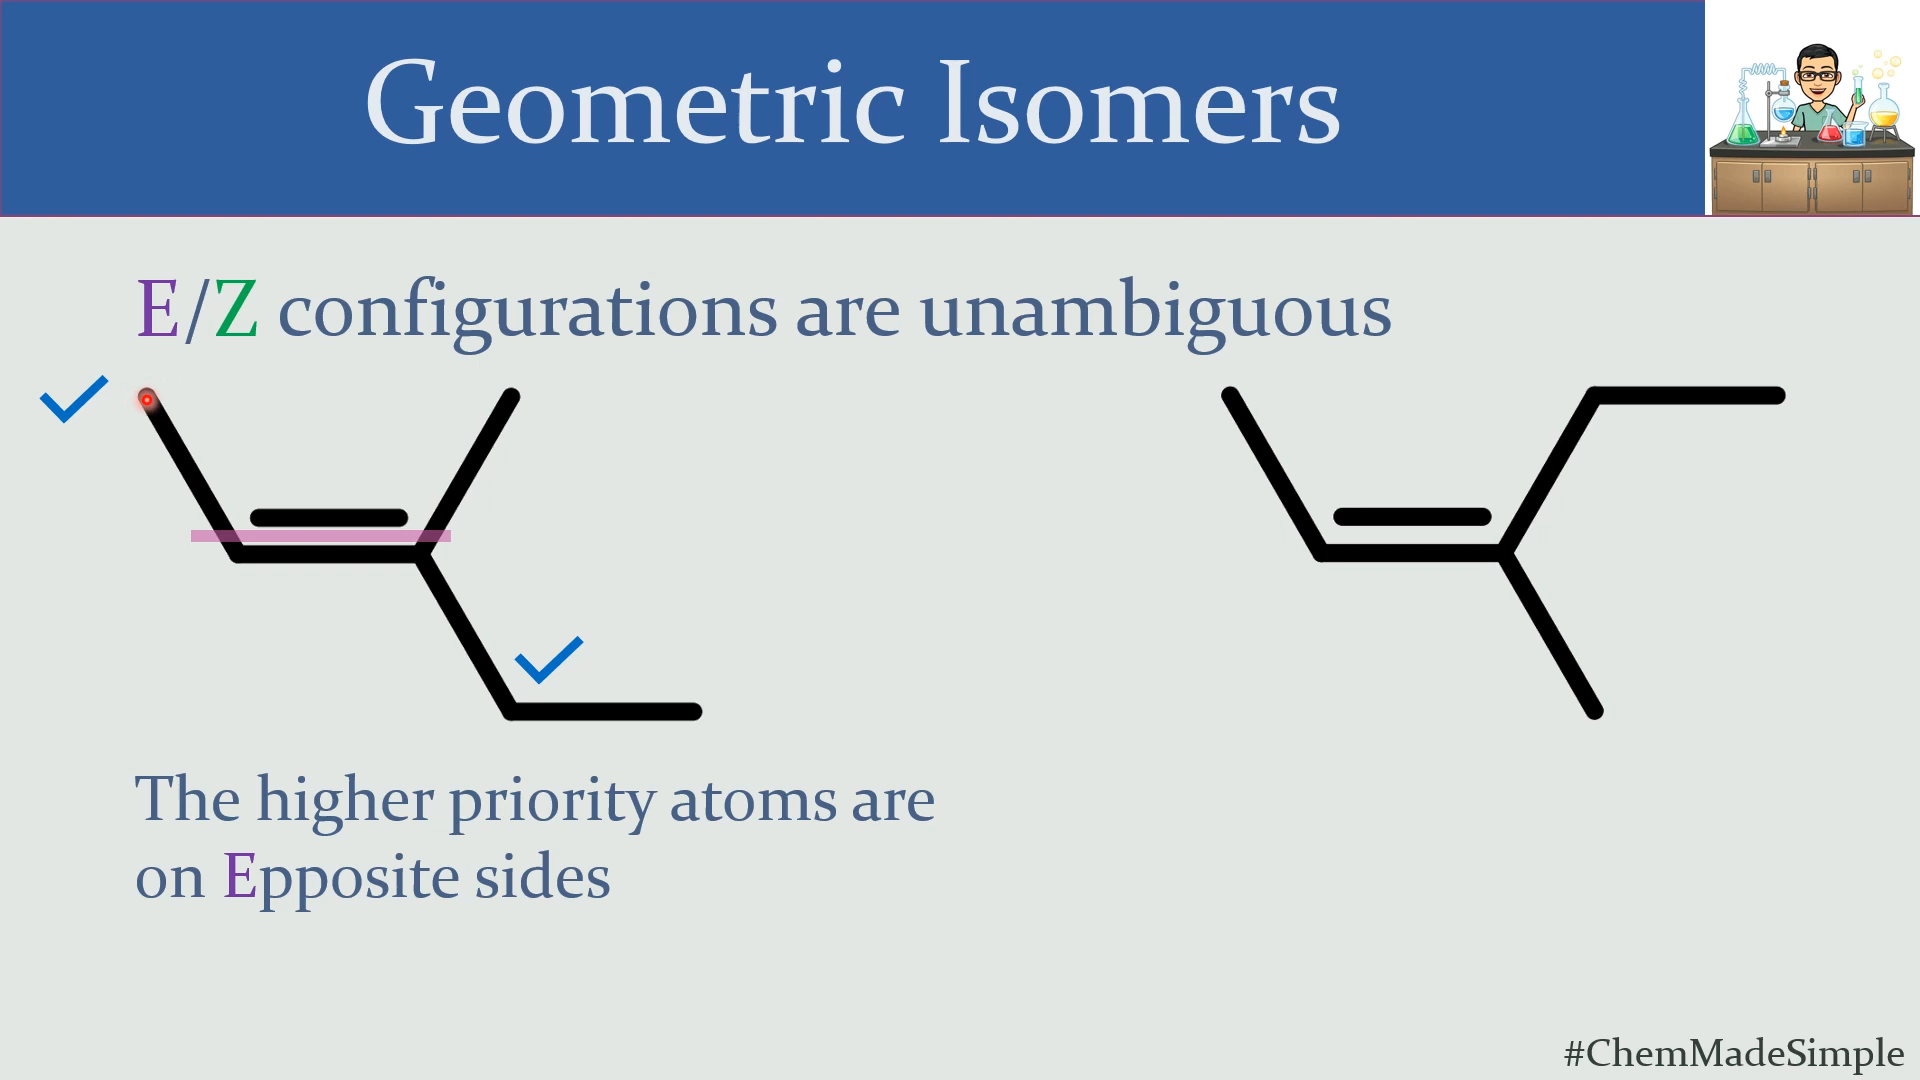 Geometric Isomers
E/Z configurations are unambiguous
The higher priority atoms are
on Epposite sides
#ChemMadeSimple